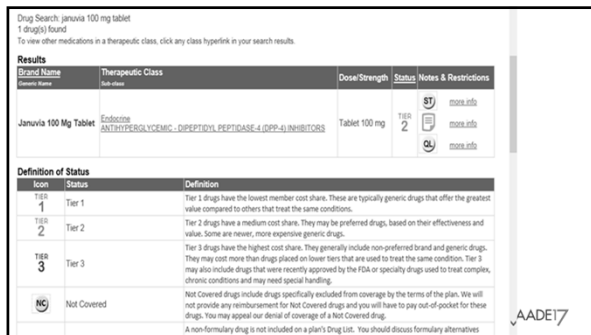 Drug Search: januvia 100 mg tablet
1 drug(s) found
To view other medications in a therapeutic class, click any class hyperlink in your search results.
Results
Brand Name Therapeutic Class Dose/Strength Status Notes & Restrictions
Generic Name Sub-class
ST more info
Januvia 100 Mg Tablet Endocrine ANTIHYPERGLYCEMIC - DIPEPTIDYL PEPTIDASE-4 (DPP-4) INHIBITORS Tablet 100 mg TIER 2 more info
QL more info
Definition of Status
Icon Status Definition
TIER 1 Tier 1 Tier 1 drugs have the lowest member cost share. These are typically generic drugs that offer the greatest
value compared to others that treat the same conditions.
TIER 2 Tier 2 Tier 2 drugs have a medium cost share. They may be preferred drugs, based on their effectiveness and
value. Some are newer, more expensive generic drugs.
Tier 3 drugs have the highest cost share. They generally include non-preferred brand and generic drugs.
TIER 3 Tier 3 They may cost more than drugs placed on lower tiers that are used to treat the same condition. Tier 3
may also include drugs that were recently approved by the FDA or specialty drugs used to treat complex,
chronic conditions and may need special handling.
Not Covered drugs include drugs specifically excluded from coverage by the terms of the plan. We will
NC Not Covered not provide any reimbursement for Not Covered drugs and you will have to pay out-of-pocket for these
drugs. You may appeal our denial of coverage of a Not Covered drug.
A non-formulary drug is not included on a plan's Drug List. You should discuss formulary alternatives
AADE17